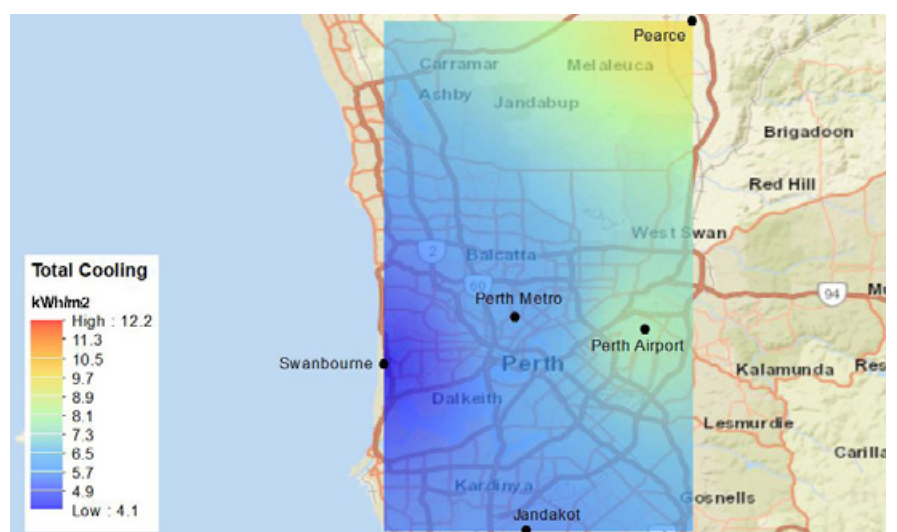 Pearce
Carramar
Melaleuca
Ashby
Jandabup
Brigadoon
Red Hill
West Swan
2
Balcatta
60
94
Perth Metro
Perth Airport
Swanbourne
Perth
Kalamunda
Dalkeith
Lesmurdie
Kardinya
Gosnells
Jandakot
Total Cooling
kWh/m2
High : 12.2
11.3
10.5
9.7
8.9
8.1
7.3
6.5
5.7
4.9
Low : 4.1